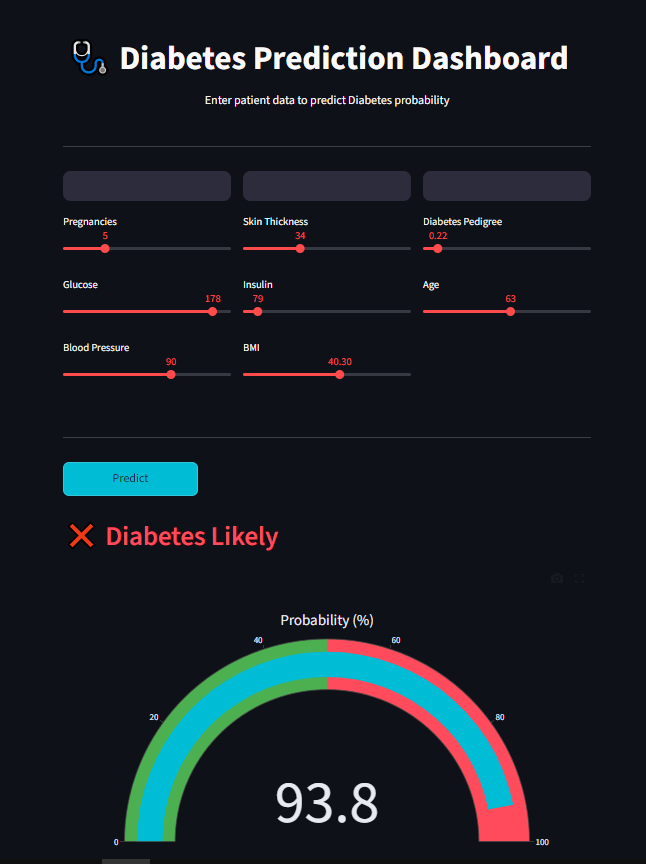 Diabetes Prediction Dashboard
Enter patient data to predict Diabetes probability
Pregnancies
5
Skin Thickness
34
Diabetes Pedigree
0.22
Glucose
178
Insulin
79
Age
63
Blood Pressure
90
BMI
40.30
Predict
Diabetes Likely
Probability (%)
40
60
20
80
93.8
0
100